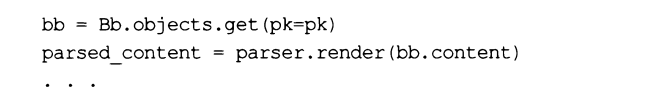 bb = Bb.objects.get(pk=pk)
parsed_content = parser.render(bb.content)
. . .